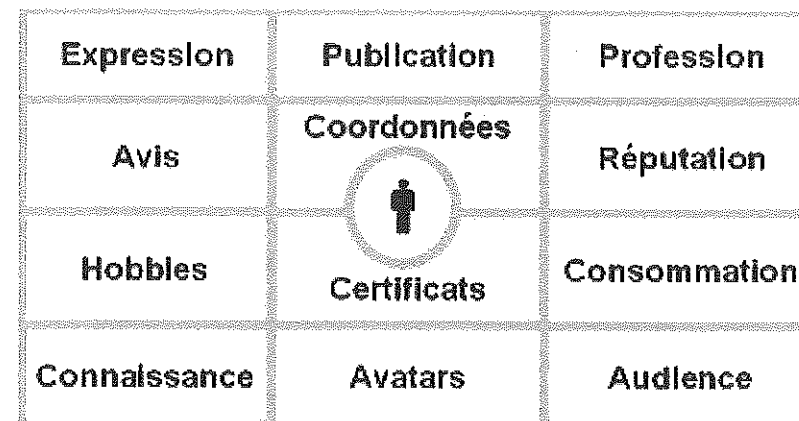 Expression Publication Profession
Avis Coordonnées Réputation
Hobbies Certificats Consommation
Connaissance Avatars Audience